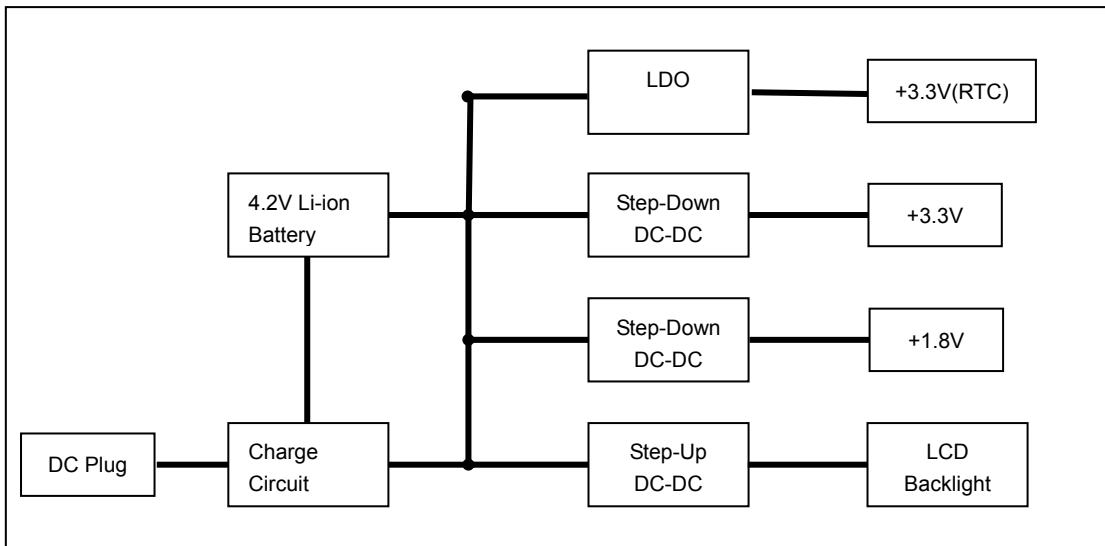 LDO
+3.3V(RTC)
4.2V Li-ion
Battery
Step-Down
DC-DC
+3.3V
Step-Down
DC-DC
+1.8V
DC Plug
Charge
Circuit
Step-Up
DC-DC
LCD
Backlight